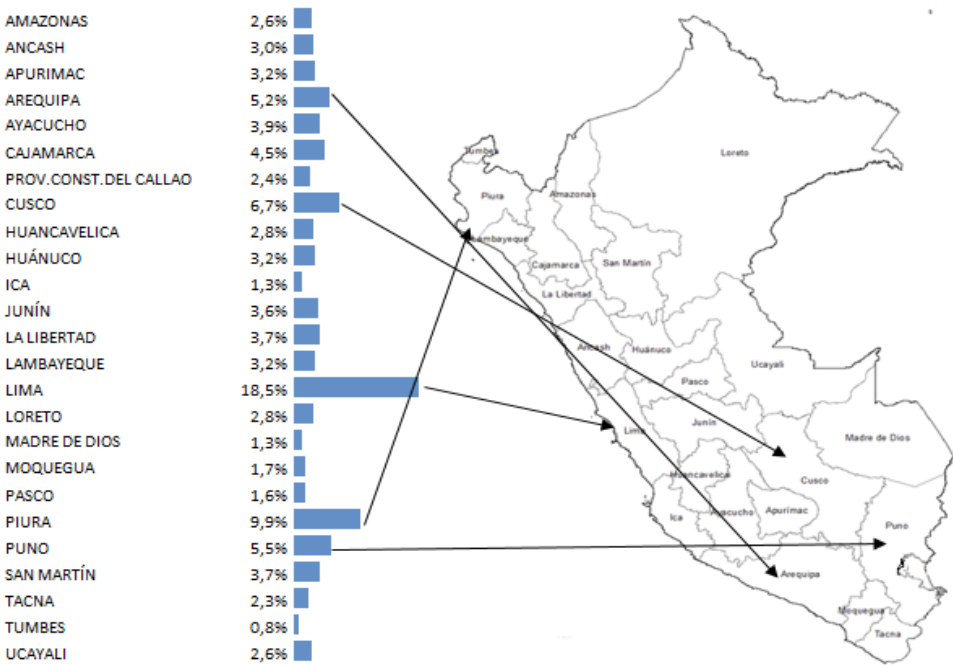 AMAZONAS 2,6%
ANCASH 3,0%
APURIMAC 3,2%
AREQUIPA 5,2%
AYACUCHO 3,9%
CAJAMARCA 4,5%
PROV.CONST.DEL CALLAO 2,4%
CUSCO 6,7%
HUANCAVELICA 2,8%
HUÁNUCO 3,2%
ICA 1,3%
JUNÍN 3,6%
LA LIBERTAD 3,7%
LAMBAYEQUE 3,2%
LIMA 18,5%
LORETO 2,8%
MADRE DE DIOS 1,3%
MOQUEGUA 1,7%
PASCO 1,6%
PIURA 9,9%
PUNO 5,5%
SAN MARTÍN 3,7%
TACNA 2,3%
TUMBES 0,8%
UCAYALI 2,6%
Tumbes
Loreto
Piura
Amazonas
Lambayeque
Cajamarca
San Martín
La Libertad
Ancash
Huánuco
Ucayali
Pasco
Lima
Junín
Madre de Dios
Huancavelica
Cusco
Ica
Ayacucho
Apurímac
Puno
Arequipa
Moquegua
Tacna